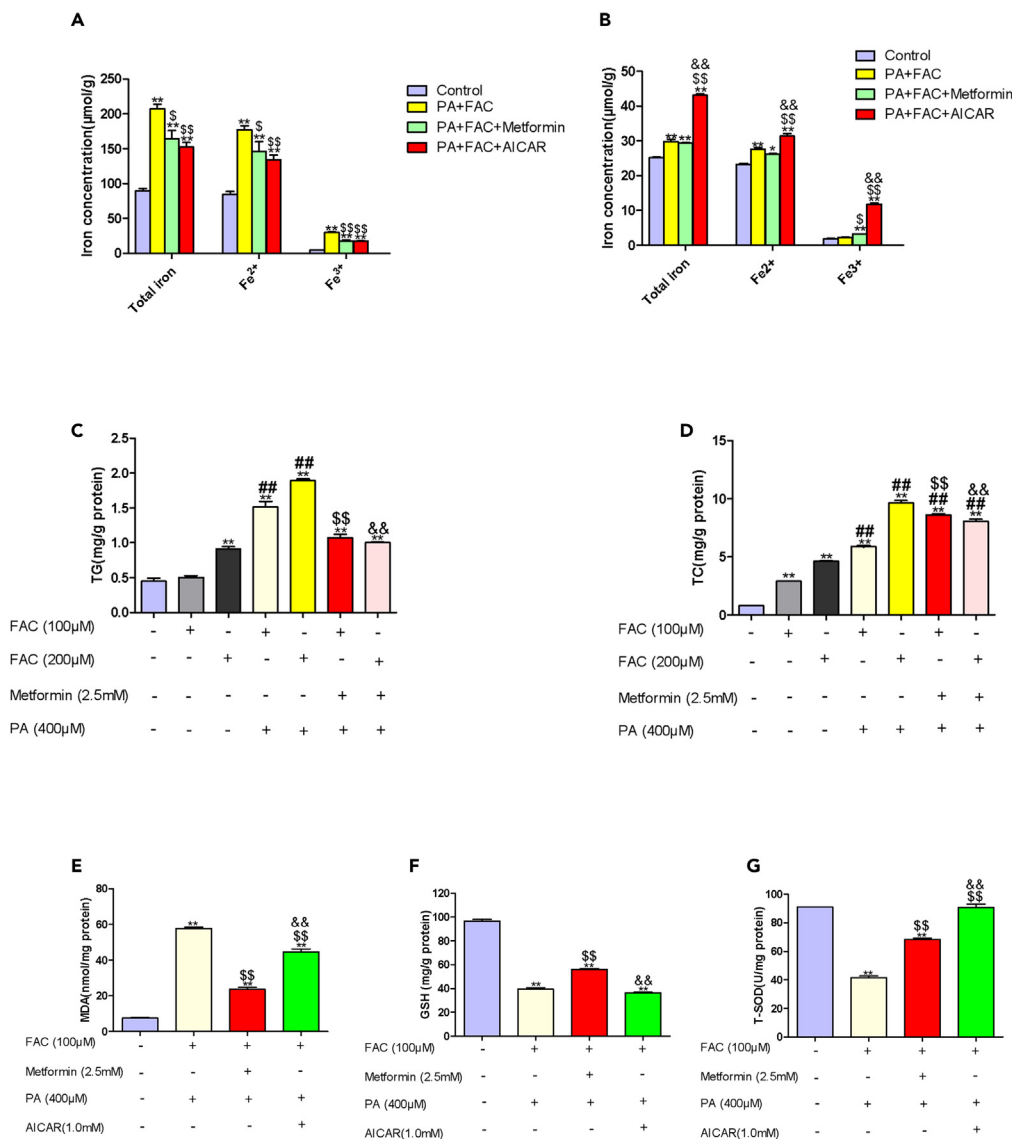 A
Iron concentration(μmol/g)
250
200
150
100
50
0
**
$
**
$$
**
**
$
**
$$
**
**
$$
**
$$
**
Total iron
Fe2+
Fe3+
Control
PA+FAC
PA+FAC+Metformin
PA+FAC+AICAR
B
Iron concentration(μmol/g)
50
40
30
20
10
0
**
**
&&
$$
**
**
*
&&
$$
**
$
**
&&
$$
**
Total iron
Fe2+
Fe3+
Control
PA+FAC
PA+FAC+Metformin
PA+FAC+AICAR
C
TG(mg/g protein)
2.5
2.0
1.5
1.0
0.5
0.0
**
##
**
##
**
$$
**
&&
**
FAC (100μM) - + - + - + -
FAC (200μM) - - + - + - +
Metformin (2.5mM) - - - - - + +
PA (400μM) - - - + + + +
D
TC(mg/g protein)
15
10
5
0
**
**
##
**
##
**
$$
##
**
&&
##
**
FAC (100μM) - + - + - + -
FAC (200μM) - - + - + - +
Metformin (2.5mM) - - - - - + +
PA (400μM) - - - + + + +
E
MDA(nmol/mg protein)
80
60
40
20
0
**
$$
**
&&
$$
**
FAC (100μM) - + + +
Metformin (2.5mM) - - + -
PA (400μM) - + + +
AICAR(1.0mM) - - - +
F
GSH (mg/g protein)
120
100
80
60
40
20
0
**
$$
**
&&
**
FAC (100μM) - + + +
Metformin (2.5mM) - - + -
PA (400μM) - + + +
AICAR(1.0mM) - - - +
G
T-SOD(U/mg protein)
100
80
60
40
20
0
**
$$
**
&&
$$
FAC (100μM) - + + +
Metformin (2.5mM) - - + -
PA (400μM) - + + +
AICAR(1.0mM) - - - +